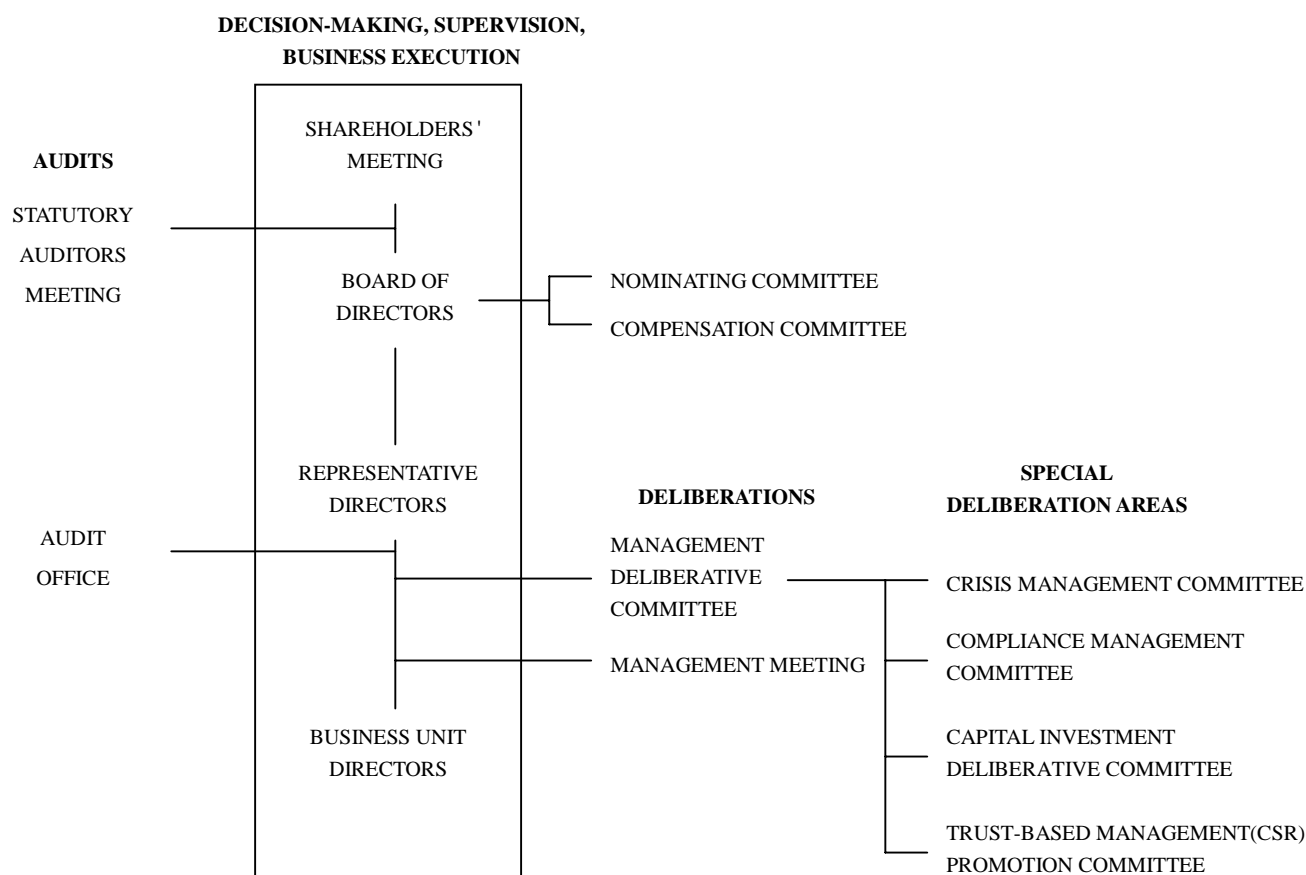 DECISION-MAKING, SUPERVISION,
BUSINESS EXECUTION
SHAREHOLDERS'
MEETING
AUDITS
STATUTORY
AUDITORS
MEETING
BOARD OF
DIRECTORS
NOMINATING COMMITTEE
COMPENSATION COMMITTEE
REPRESENTATIVE
DIRECTORS
AUDIT
OFFICE
DELIBERATIONS
MANAGEMENT
DELIBERATIVE
COMMITTEE
MANAGEMENT MEETING
SPECIAL
DELIBERATION AREAS
CRISIS MANAGEMENT COMMITTEE
COMPLIANCE MANAGEMENT
COMMITTEE
CAPITAL INVESTMENT
DELIBERATIVE COMMITTEE
TRUST-BASED MANAGEMENT(CSR)
PROMOTION COMMITTEE
BUSINESS UNIT
DIRECTORS